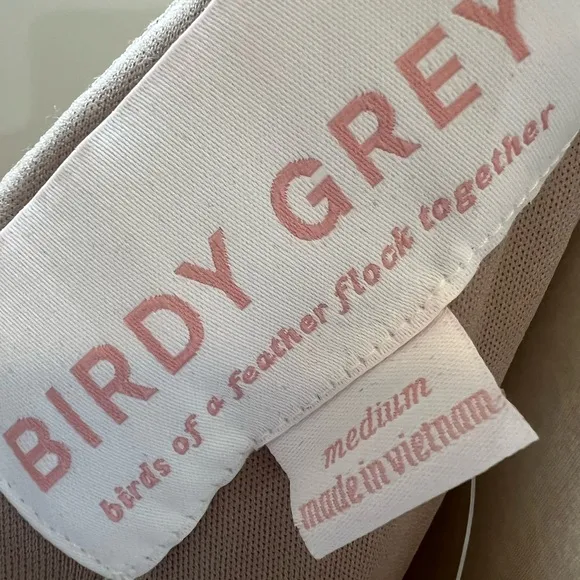 BIRDY GREY
birds of a feather flock together
medium
made in vietnam